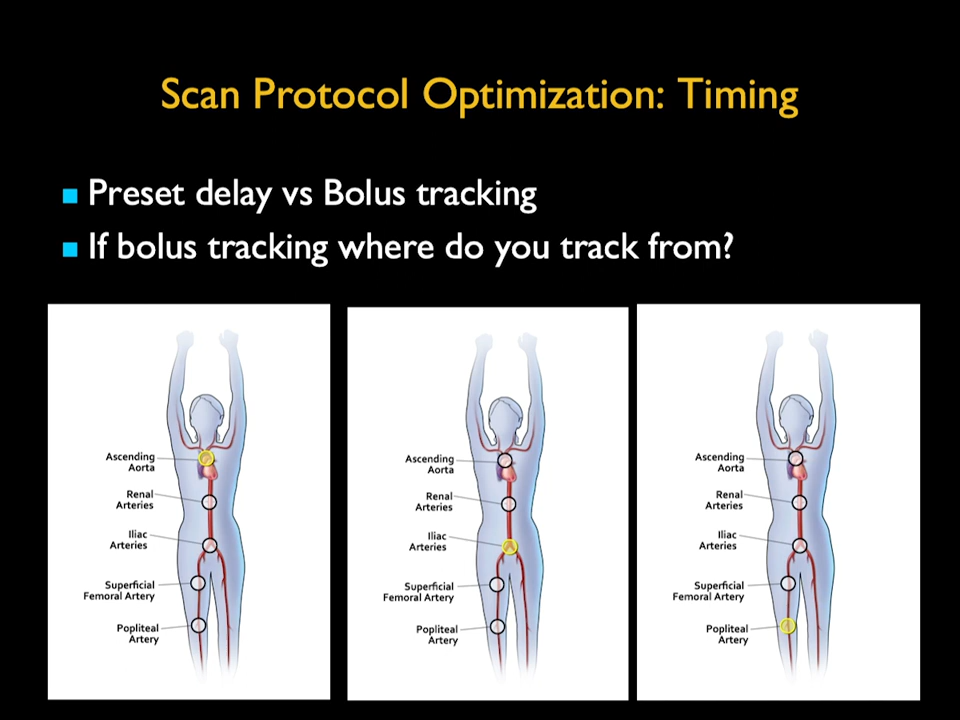 Scan Protocol Optimization: Timing
Preset delay vs Bolus tracking
If bolus tracking where do you track from?
Ascending
Aorta
Renal
Arteries
Iliac
Arteries
Superficial
Femoral Artery
Popliteal
Artery
Ascending
Aorta
Renal
Arteries
Iliac
Arteries
Superficial
Femoral Artery
Popliteal
Artery
Ascending
Aorta
Renal
Arteries
Iliac
Arteries
Superficial
Femoral Artery
Popliteal
Artery